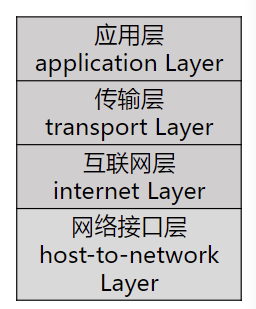 应用层
application Layer
传输层
transport Layer
互联网层
internet Layer
网络接口层
host-to-network
Layer